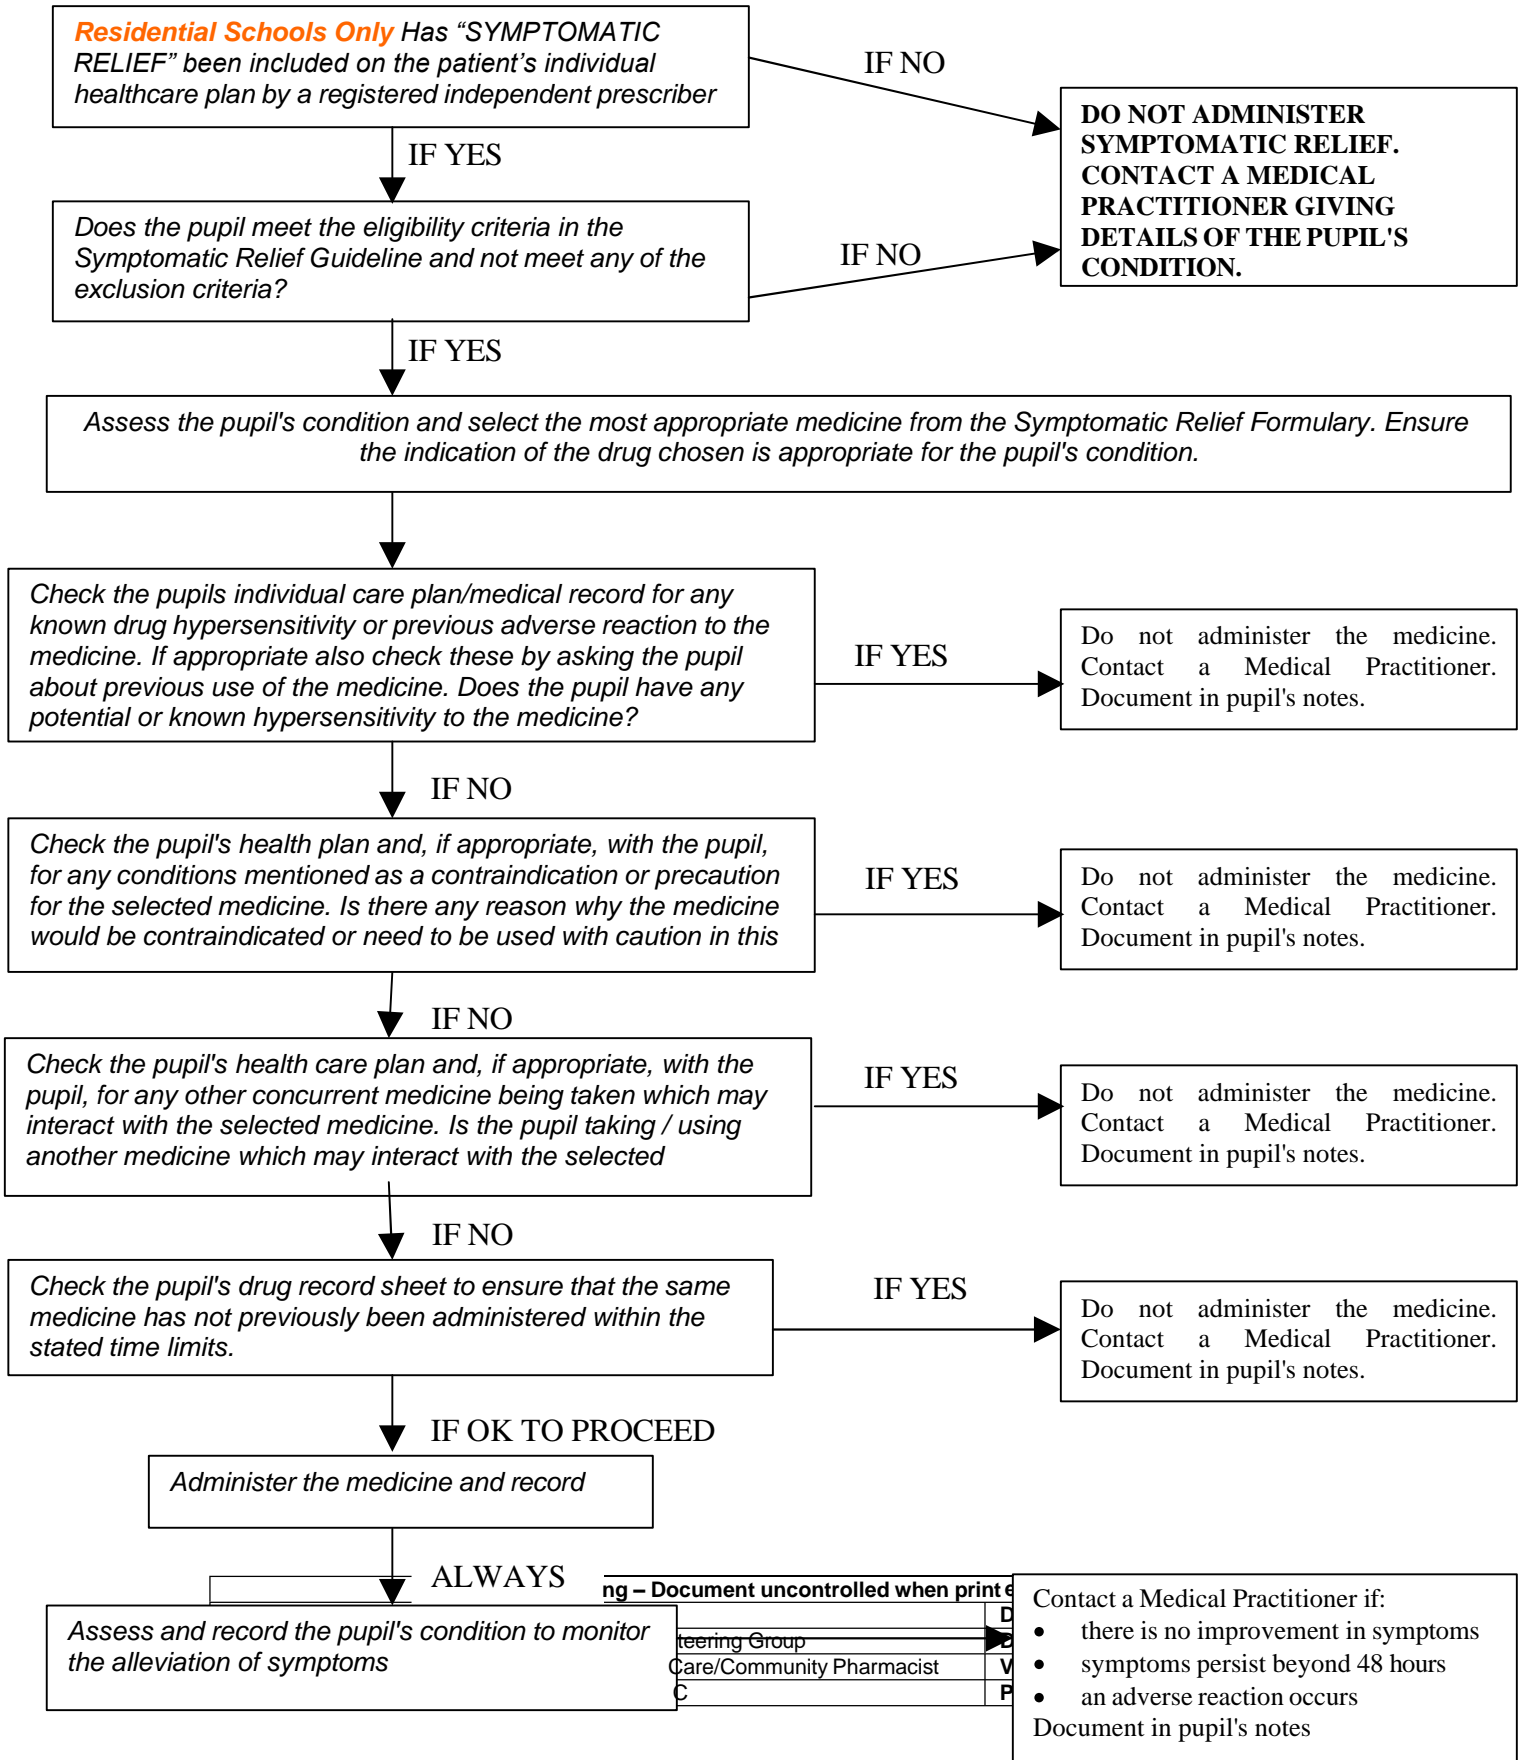 Residential Schools Only Has “SYMPTOMATIC
RELIEF” been included on the patient’s individual
healthcare plan by a registered independent prescriber
IF NO
DO NOT ADMINISTER
SYMPTOMATIC RELIEF.
CONTACT A MEDICAL
PRACTITIONER GIVING
DETAILS OF THE PUPIL'S
CONDITION.
IF YES
Does the pupil meet the eligibility criteria in the
Symptomatic Relief Guideline and not meet any of the
exclusion criteria?
IF NO
IF YES
Assess the pupil's condition and select the most appropriate medicine from the Symptomatic Relief Formulary. Ensure
the indication of the drug chosen is appropriate for the pupil's condition.
Check the pupils individual care plan/medical record for any
known drug hypersensitivity or previous adverse reaction to the
medicine. If appropriate also check these by asking the pupil
about previous use of the medicine. Does the pupil have any
potential or known hypersensitivity to the medicine?
IF YES
Do not administer the medicine.
Contact a Medical Practitioner.
Document in pupil's notes.
IF NO
Check the pupil's health plan and, if appropriate, with the pupil,
for any conditions mentioned as a contraindication or precaution
for the selected medicine. Is there any reason why the medicine
would be contraindicated or need to be used with caution in this
IF YES
Do not administer the medicine.
Contact a Medical Practitioner.
Document in pupil's notes.
IF NO
Check the pupil's health care plan and, if appropriate, with the
pupil, for any other concurrent medicine being taken which may
interact with the selected medicine. Is the pupil taking / using
another medicine which may interact with the selected
IF YES
Do not administer the medicine.
Contact a Medical Practitioner.
Document in pupil's notes.
IF NO
Check the pupil's drug record sheet to ensure that the same
medicine has not previously been administered within the
stated time limits.
IF YES
Do not administer the medicine.
Contact a Medical Practitioner.
Document in pupil's notes.
IF OK TO PROCEED
Administer the medicine and record
ALWAYS
ng – Document uncontrolled when print e
D
teering Group D
Care/Community Pharmacist V
C P
Assess and record the pupil's condition to monitor
the alleviation of symptoms
Contact a Medical Practitioner if:
• there is no improvement in symptoms
• symptoms persist beyond 48 hours
• an adverse reaction occurs
Document in pupil's notes